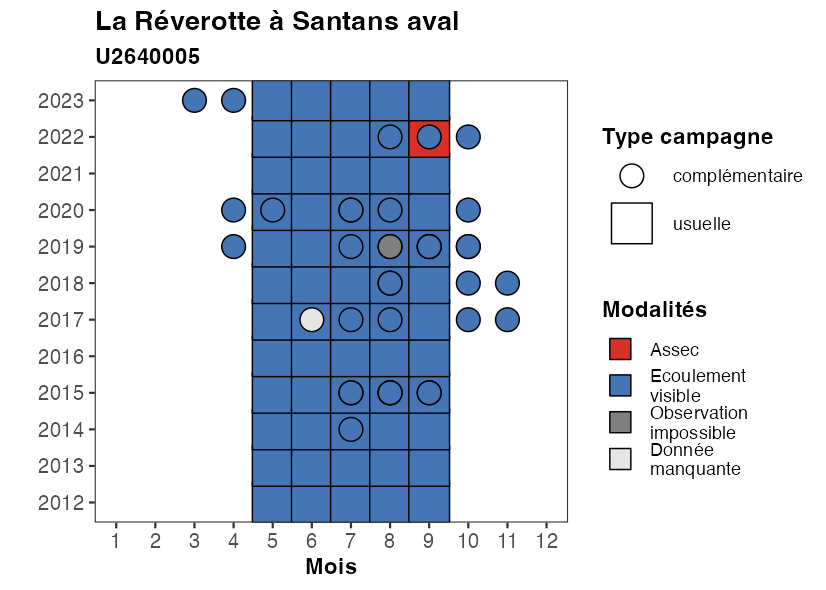 La Réverotte à Santans aval
U2640005
2023
2022
2021
2020
2019
2018
2017
2016
2015
2014
2013
2012
1 2 3 4 5 6 7 8 9 10 11 12
Mois
Type campagne
complémentaire
usuelle
Modalités
Assec
Ecoulement
visible
Observation
impossible
Donnée
manquante